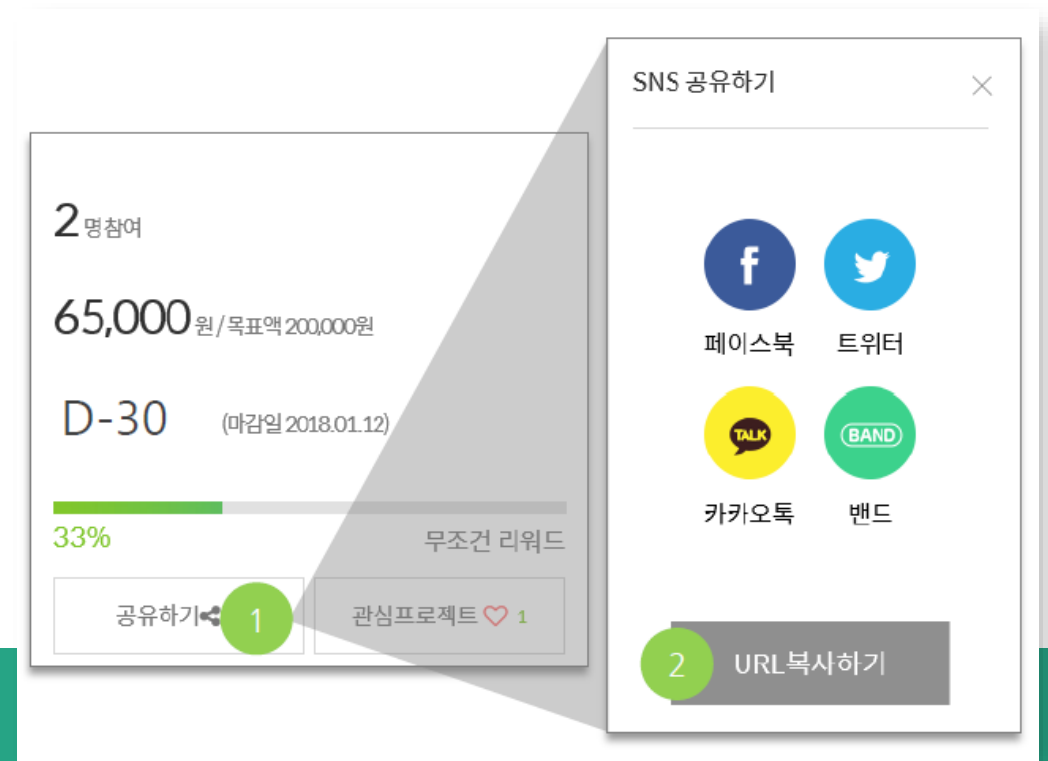 2명참여
65,000원/목표액 200,000원
D-30 (마감일 2018.01.12)
33% 무조건 리워드
공유하기 1 관심프로젝트 1
SNS 공유하기
f
페이스북 트위터
TALK BAND
카카오톡 밴드
2 URL복사하기